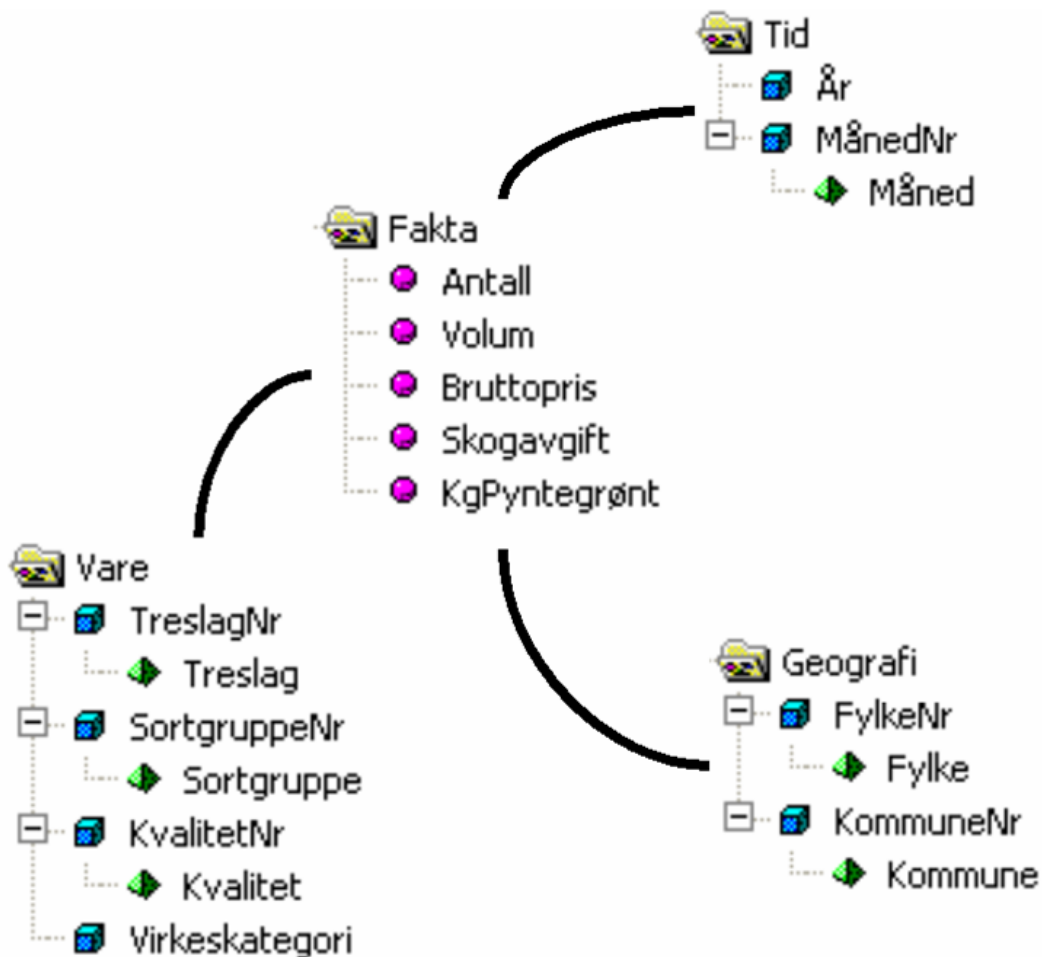 Tid
År
MånedNr
Måned
Fakta
Antall
Volum
Bruttopris
Skogavgift
KgPyntegrønt
Vare
TreslagNr
Treslag
SortgruppeNr
Sortgruppe
KvalitetNr
Kvalitet
Virkeskategori
Geografi
FylkeNr
Fylke
KommuneNr
Kommune